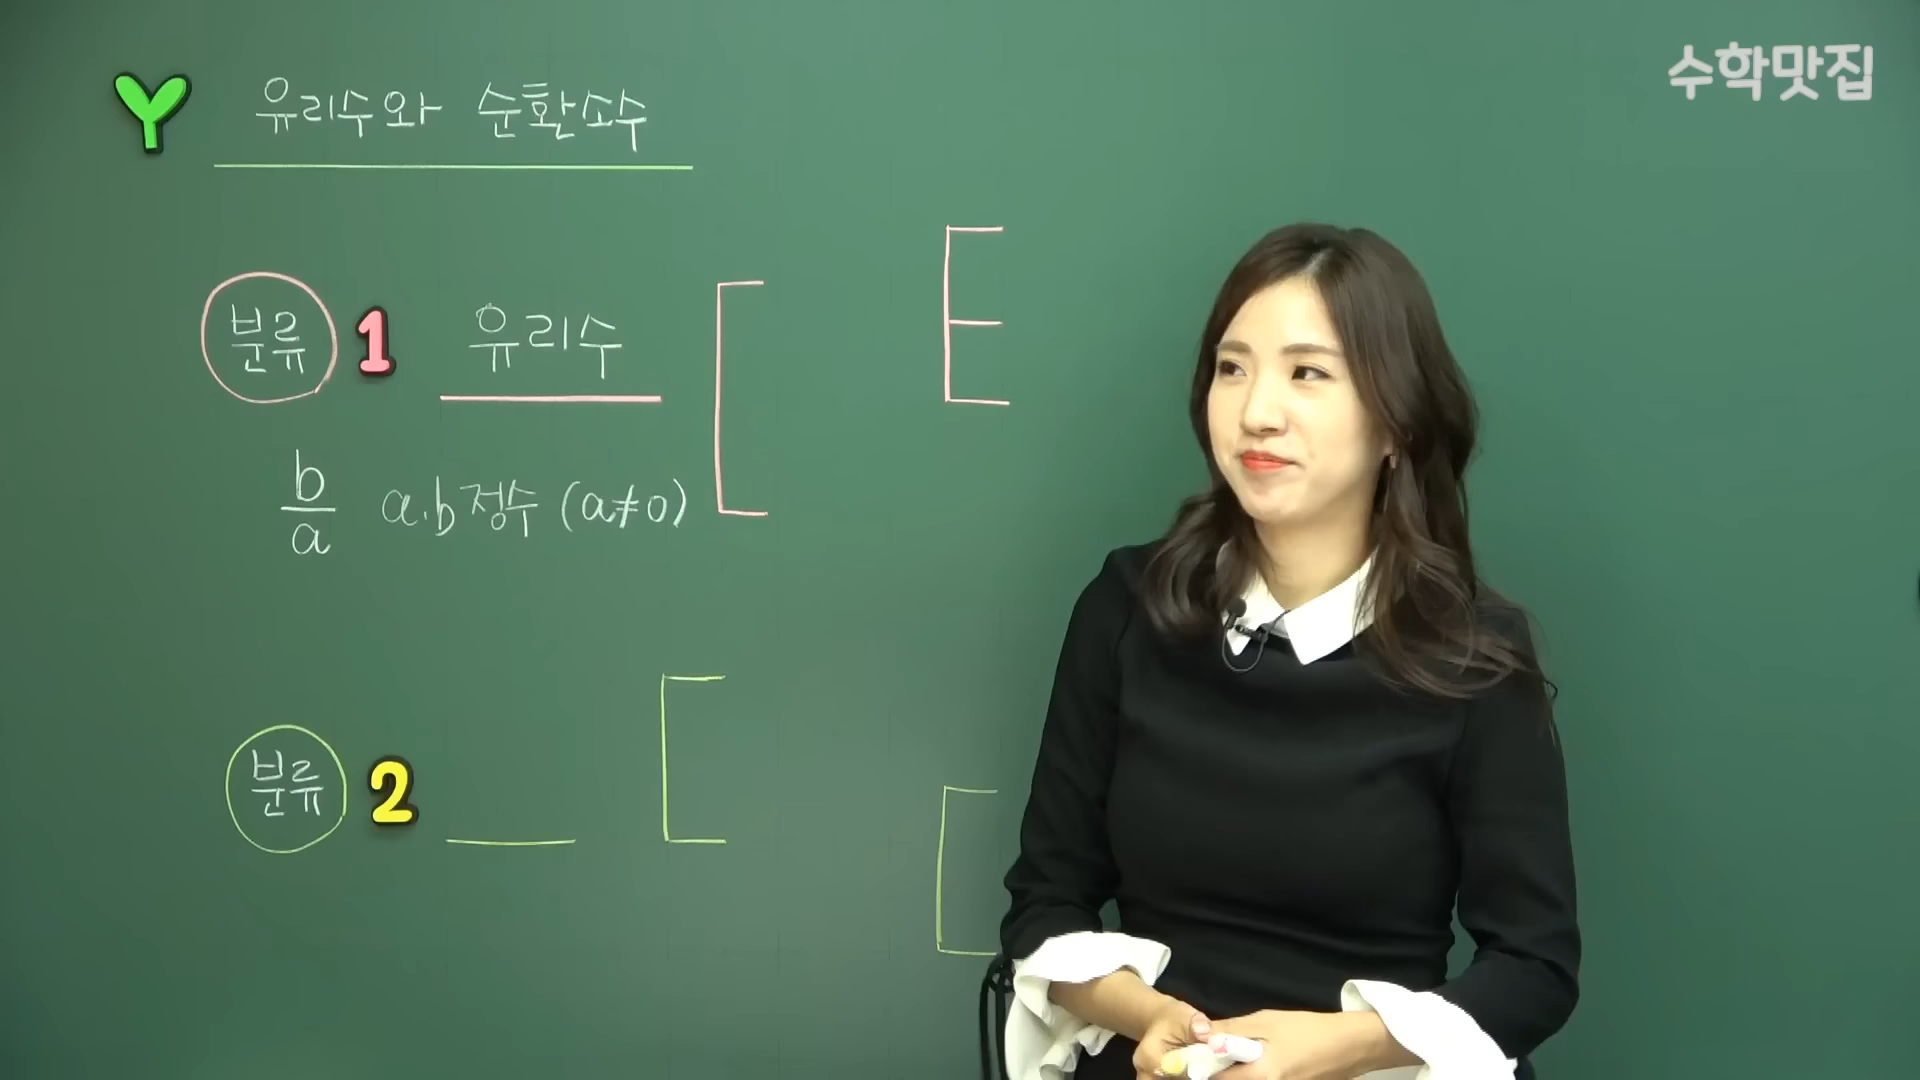 수학맛집
Y 유리수와 순환소수
분류 1 유리수
b/a a.b 정수 (a≠0)
분류 2